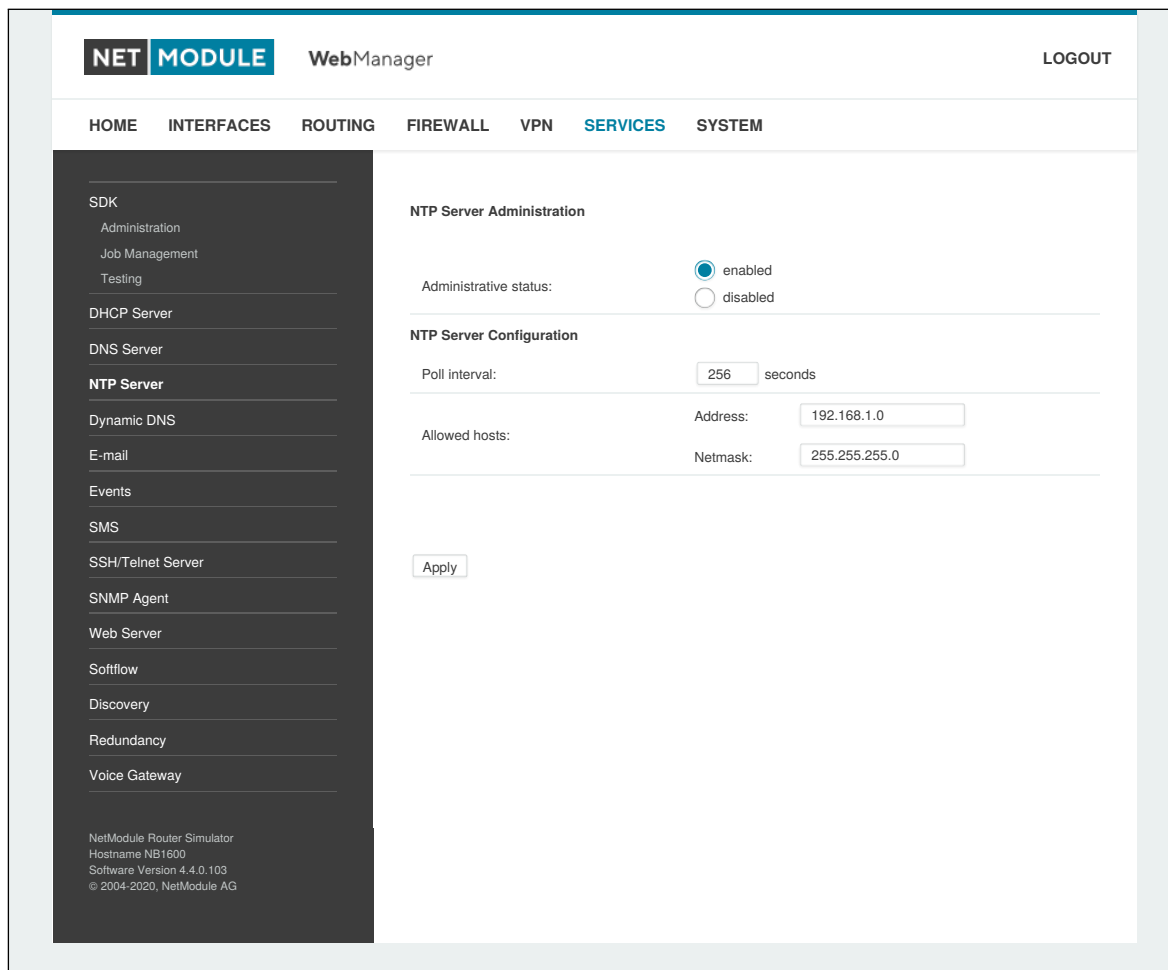 NET MODULE WebManager LOGOUT
HOME INTERFACES ROUTING FIREWALL VPN SERVICES SYSTEM
SDK
Administration
Job Management
Testing
DHCP Server
DNS Server
NTP Server
Dynamic DNS
E-mail
Events
SMS
SSH/Telnet Server
SNMP Agent
Web Server
Softflow
Discovery
Redundancy
Voice Gateway
NetModule Router Simulator
Hostname NB1600
Software Version 4.4.0.103
© 2004-2020, NetModule AG
NTP Server Administration
Administrative status:
enabled
disabled
NTP Server Configuration
Poll interval: 256 seconds
Allowed hosts:
Address: 192.168.1.0
Netmask: 255.255.255.0
Apply